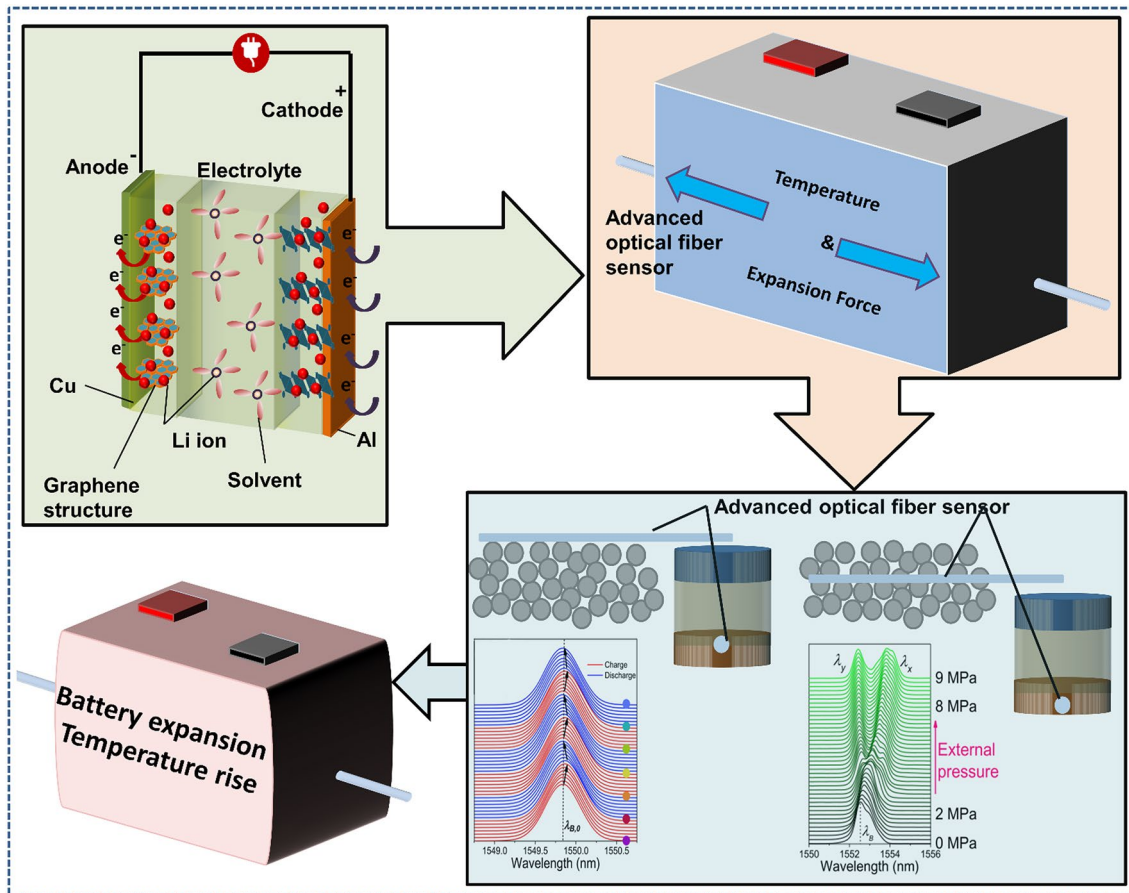 +
Cathode
-
Anode
Electrolyte
e-
e-
e-
e-
e-
e-
e-
e-
Cu
Li ion
Al
Solvent
Graphene
structure
Temperature
&
Expansion Force
Advanced
optical fiber
sensor
Advanced optical fiber sensor
Charge
Discharge
λB,0
1549.0
1549.5
1550.0
1550.5
Wavelength (nm)
λy
λx
9 MPa
8 MPa
External
pressure
2 MPa
0 MPa
λB
1550
1552
1554
1556
Wavelength (nm)
Battery expansion
Temperature rise